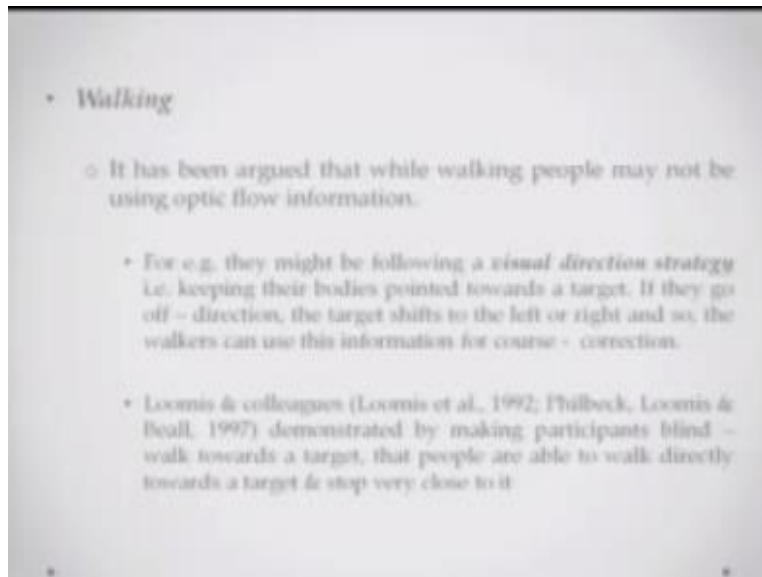 • Walking
o It has been argued that while walking people may not be
using optic flow information.
• For e.g. they might be following a visual direction strategy
i.e. keeping their bodies pointed towards a target. If they go
off – direction, the target shifts to the left or right and so, the
walkers can use this information for course - correction.
• Loomis & colleagues (Loomis et al., 1992; Philbeck, Loomis &
Beall, 1997) demonstrated by making participants blind –
walk towards a target, that people are able to walk directly
towards a target & stop very close to it